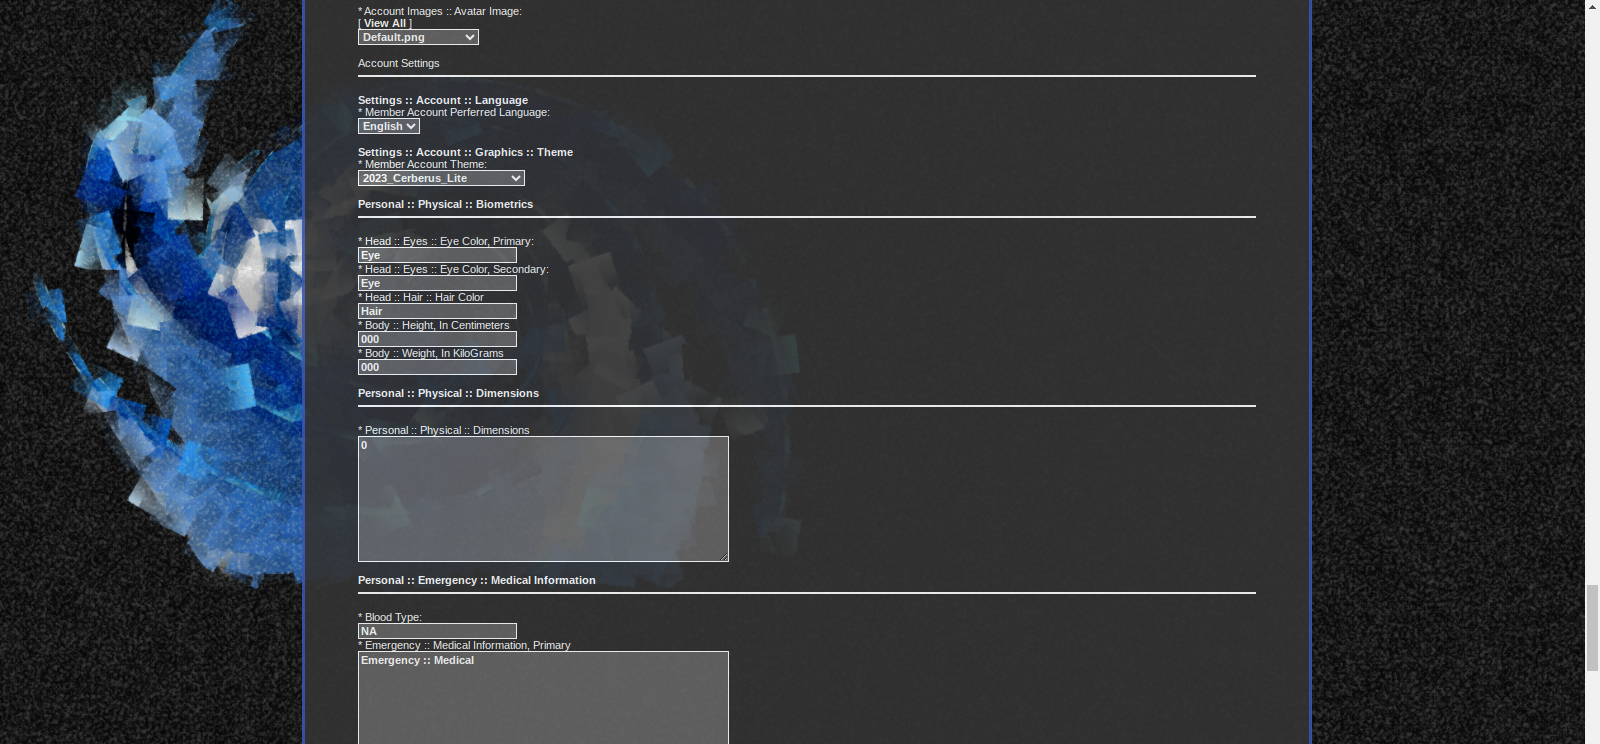 * Account Images :: Avatar Image:
[ View All ]
Default.png
Account Settings
Settings :: Account :: Language
* Member Account Perferred Language:
English
Settings :: Account :: Graphics :: Theme
* Member Account Theme:
2023_Cerberus_Lite
Personal :: Physical :: Biometrics
* Head :: Eyes :: Eye Color, Primary:
Eye
* Head :: Eyes :: Eye Color, Secondary:
Eye
* Head :: Hair :: Hair Color
Hair
* Body :: Height, In Centimeters
000
* Body :: Weight, In KiloGrams
000
Personal :: Physical :: Dimensions
* Personal :: Physical :: Dimensions
0
Personal :: Emergency :: Medical Information
* Blood Type:
NA
* Emergency :: Medical Information, Primary
Emergency :: Medical